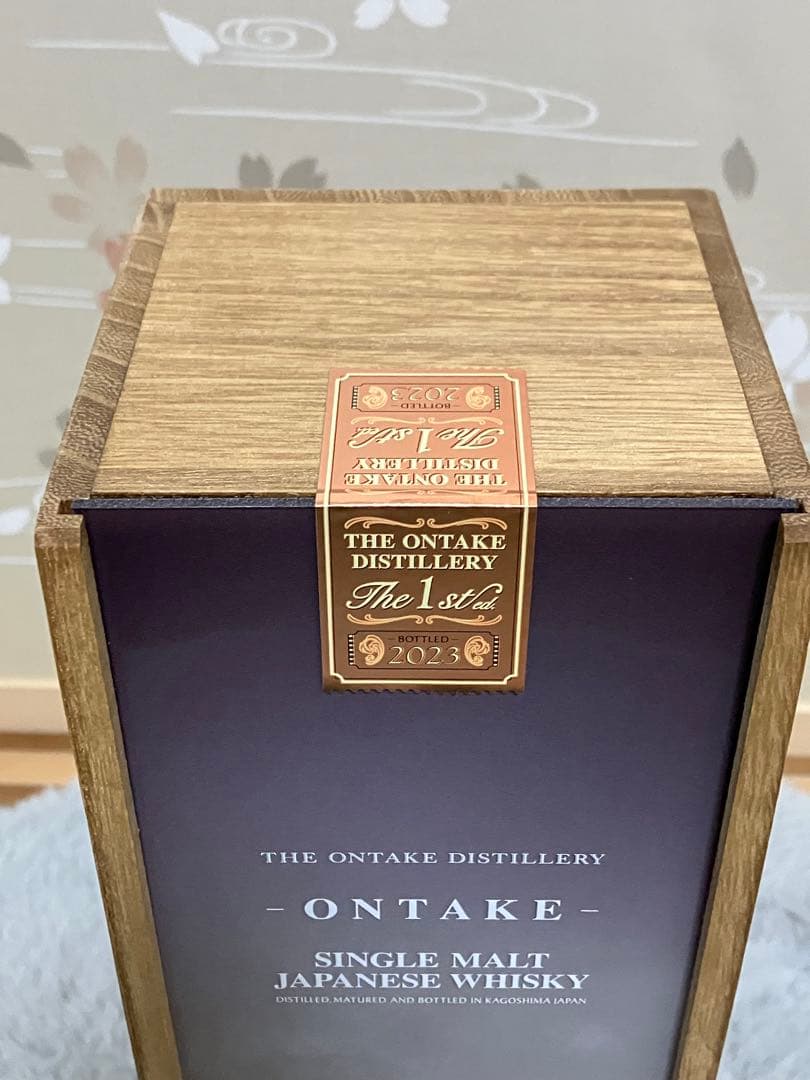 2023
BOTTLED
The 1st ed.
THE ONTAKE
DISTILLERY
THE ONTAKE
DISTILLERY
The 1st ed.
- BOTTLED -
2023
THE ONTAKE DISTILLERY
- ONTAKE -
SINGLE MALT
JAPANESE WHISKY
DISTILLED, MATURED AND BOTTLED IN KAGOSHIMA JAPAN